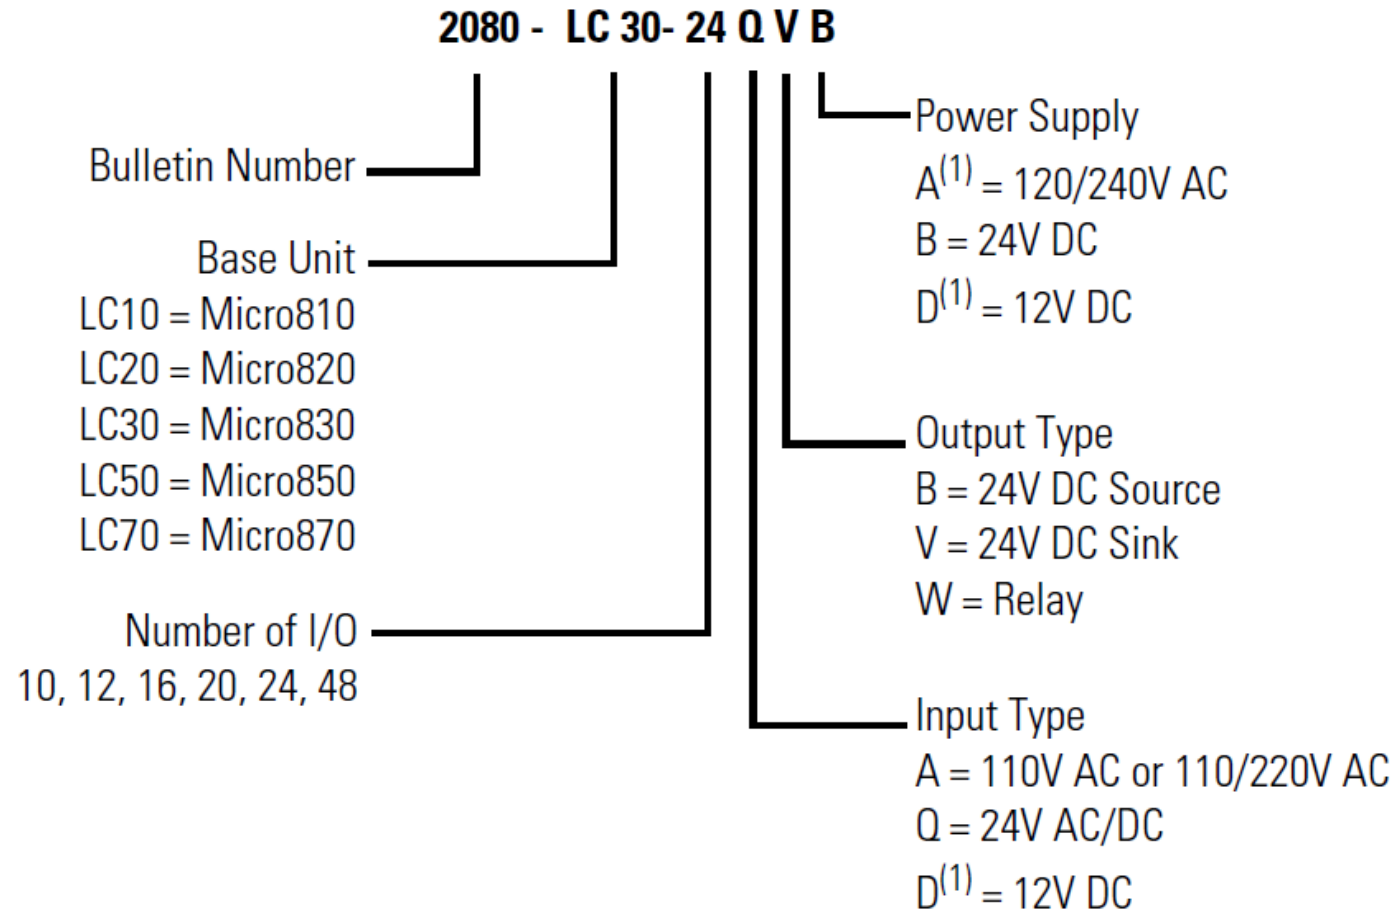 2080 - LC 30- 24 Q V B
Bulletin Number
Base Unit
LC10 = Micro810
LC20 = Micro820
LC30 = Micro830
LC50 = Micro850
LC70 = Micro870
Number of I/O
10, 12, 16, 20, 24, 48
Power Supply
A(1) = 120/240V AC
B = 24V DC
D(1) = 12V DC
Output Type
B = 24V DC Source
V = 24V DC Sink
W = Relay
Input Type
A = 110V AC or 110/220V AC
Q = 24V AC/DC
D(1) = 12V DC